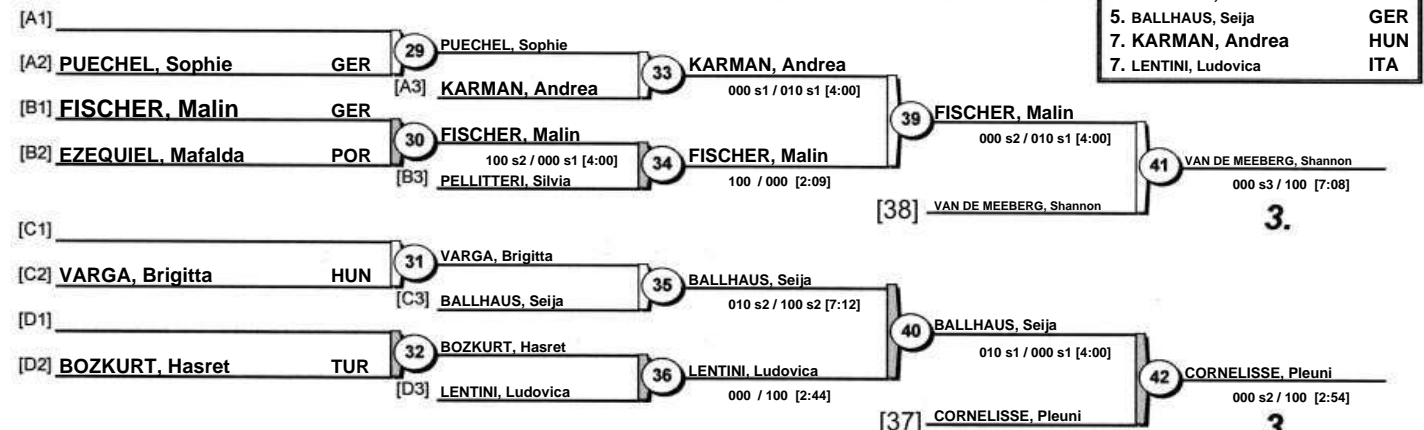 5. BALLHAUS, Seija GER
7. KARMAN, Andrea HUN
7. LENTINI, Ludovica ITA
[A1]
[A2] PUECHEL, Sophie GER
29 PUECHEL, Sophie
[A3] KARMAN, Andrea
33 KARMAN, Andrea
000 s1 / 010 s1 [4:00]
[B1] FISCHER, Malin GER
[B2] EZEQUIEL, Mafalda POR
30 FISCHER, Malin
100 s2 / 000 s1 [4:00]
[B3] PELLITTERI, Silvia
34 FISCHER, Malin
100 / 000 [2:09]
39 FISCHER, Malin
000 s2 / 010 s1 [4:00]
[38] VAN DE MEEBERG, Shannon
41 VAN DE MEEBERG, Shannon
000 s3 / 100 [7:08]
3.
[C1]
[C2] VARGA, Brigitta HUN
31 VARGA, Brigitta
[C3] BALLHAUS, Seija
35 BALLHAUS, Seija
010 s2 / 100 s2 [7:12]
[D1]
[D2] BOZKURT, Hasret TUR
32 BOZKURT, Hasret
[D3] LENTINI, Ludovica
36 LENTINI, Ludovica
000 / 100 [2:44]
40 BALLHAUS, Seija
010 s1 / 000 s1 [4:00]
[37] CORNELISSE, Pleuni
42 CORNELISSE, Pleuni
000 s2 / 100 [2:54]
3